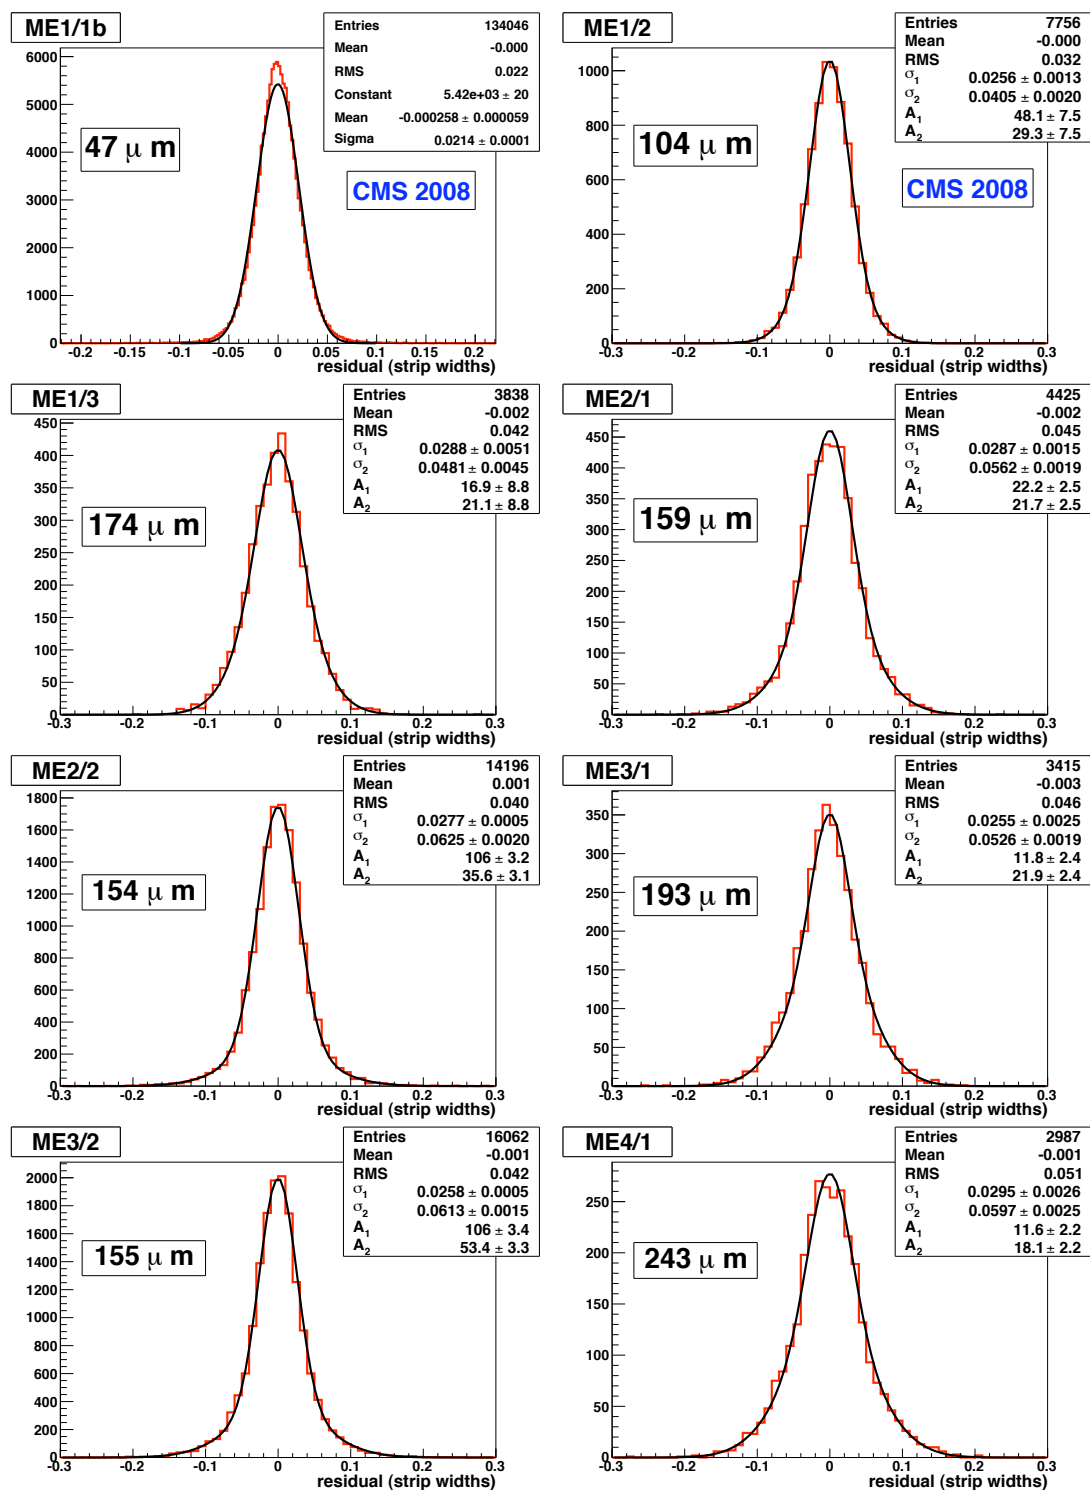 ME1/1b
Entries 134046
Mean -0.000
RMS 0.022
Constant 5.42e+03 ± 20
Mean -0.000258 ± 0.000059
Sigma 0.0214 ± 0.0001
47 μ m
CMS 2008
6000
5000
4000
3000
2000
1000
0
-0.2 -0.15 -0.1 -0.05 0 0.05 0.1 0.15 0.2
residual (strip widths)
ME1/2
Entries 7756
Mean -0.000
RMS 0.032
σ1 0.0256 ± 0.0013
σ2 0.0405 ± 0.0020
A1 48.1 ± 7.5
A2 29.3 ± 7.5
104 μ m
CMS 2008
1000
800
600
400
200
0
-0.3 -0.2 -0.1 0 0.1 0.2 0.3
residual (strip widths)
ME1/3
Entries 3838
Mean -0.002
RMS 0.042
σ1 0.0288 ± 0.0051
σ2 0.0481 ± 0.0045
A1 16.9 ± 8.8
A2 21.1 ± 8.8
174 μ m
450
400
350
300
250
200
150
100
50
0
-0.3 -0.2 -0.1 0 0.1 0.2 0.3
residual (strip widths)
ME2/1
Entries 4425
Mean -0.002
RMS 0.045
σ1 0.0287 ± 0.0015
σ2 0.0562 ± 0.0019
A1 22.2 ± 2.5
A2 21.7 ± 2.5
159 μ m
450
400
350
300
250
200
150
100
50
0
-0.3 -0.2 -0.1 0 0.1 0.2 0.3
residual (strip widths)
ME2/2
Entries 14196
Mean 0.001
RMS 0.040
σ1 0.0277 ± 0.0005
σ2 0.0625 ± 0.0020
A1 106 ± 3.2
A2 35.6 ± 3.1
154 μ m
1800
1600
1400
1200
1000
800
600
400
200
0
-0.3 -0.2 -0.1 0 0.1 0.2 0.3
residual (strip widths)
ME3/1
Entries 3415
Mean -0.003
RMS 0.046
σ1 0.0255 ± 0.0025
σ2 0.0526 ± 0.0019
A1 11.8 ± 2.4
A2 21.9 ± 2.4
193 μ m
350
300
250
200
150
100
50
0
-0.3 -0.2 -0.1 0 0.1 0.2 0.3
residual (strip widths)
ME3/2
Entries 16062
Mean -0.001
RMS 0.042
σ1 0.0258 ± 0.0005
σ2 0.0613 ± 0.0015
A1 106 ± 3.4
A2 53.4 ± 3.3
155 μ m
2000
1800
1600
1400
1200
1000
800
600
400
200
0
-0.3 -0.2 -0.1 0 0.1 0.2 0.3
residual (strip widths)
ME4/1
Entries 2987
Mean -0.001
RMS 0.051
σ1 0.0295 ± 0.0026
σ2 0.0597 ± 0.0025
A1 11.6 ± 2.2
A2 18.1 ± 2.2
243 μ m
250
200
150
100
50
0
-0.3 -0.2 -0.1 0 0.1 0.2 0.3
residual (strip widths)